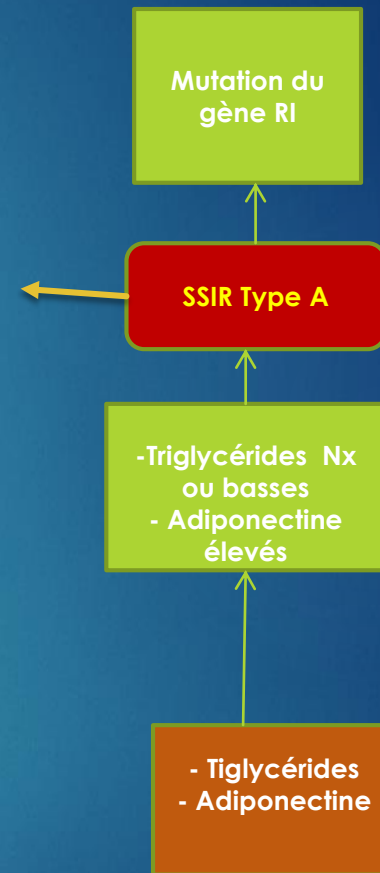 Mutation du
gène RI
SSIR Type A
-Triglycérides Nx
ou basses
- Adiponectine
élevés
- Tiglycérides
- Adiponectine